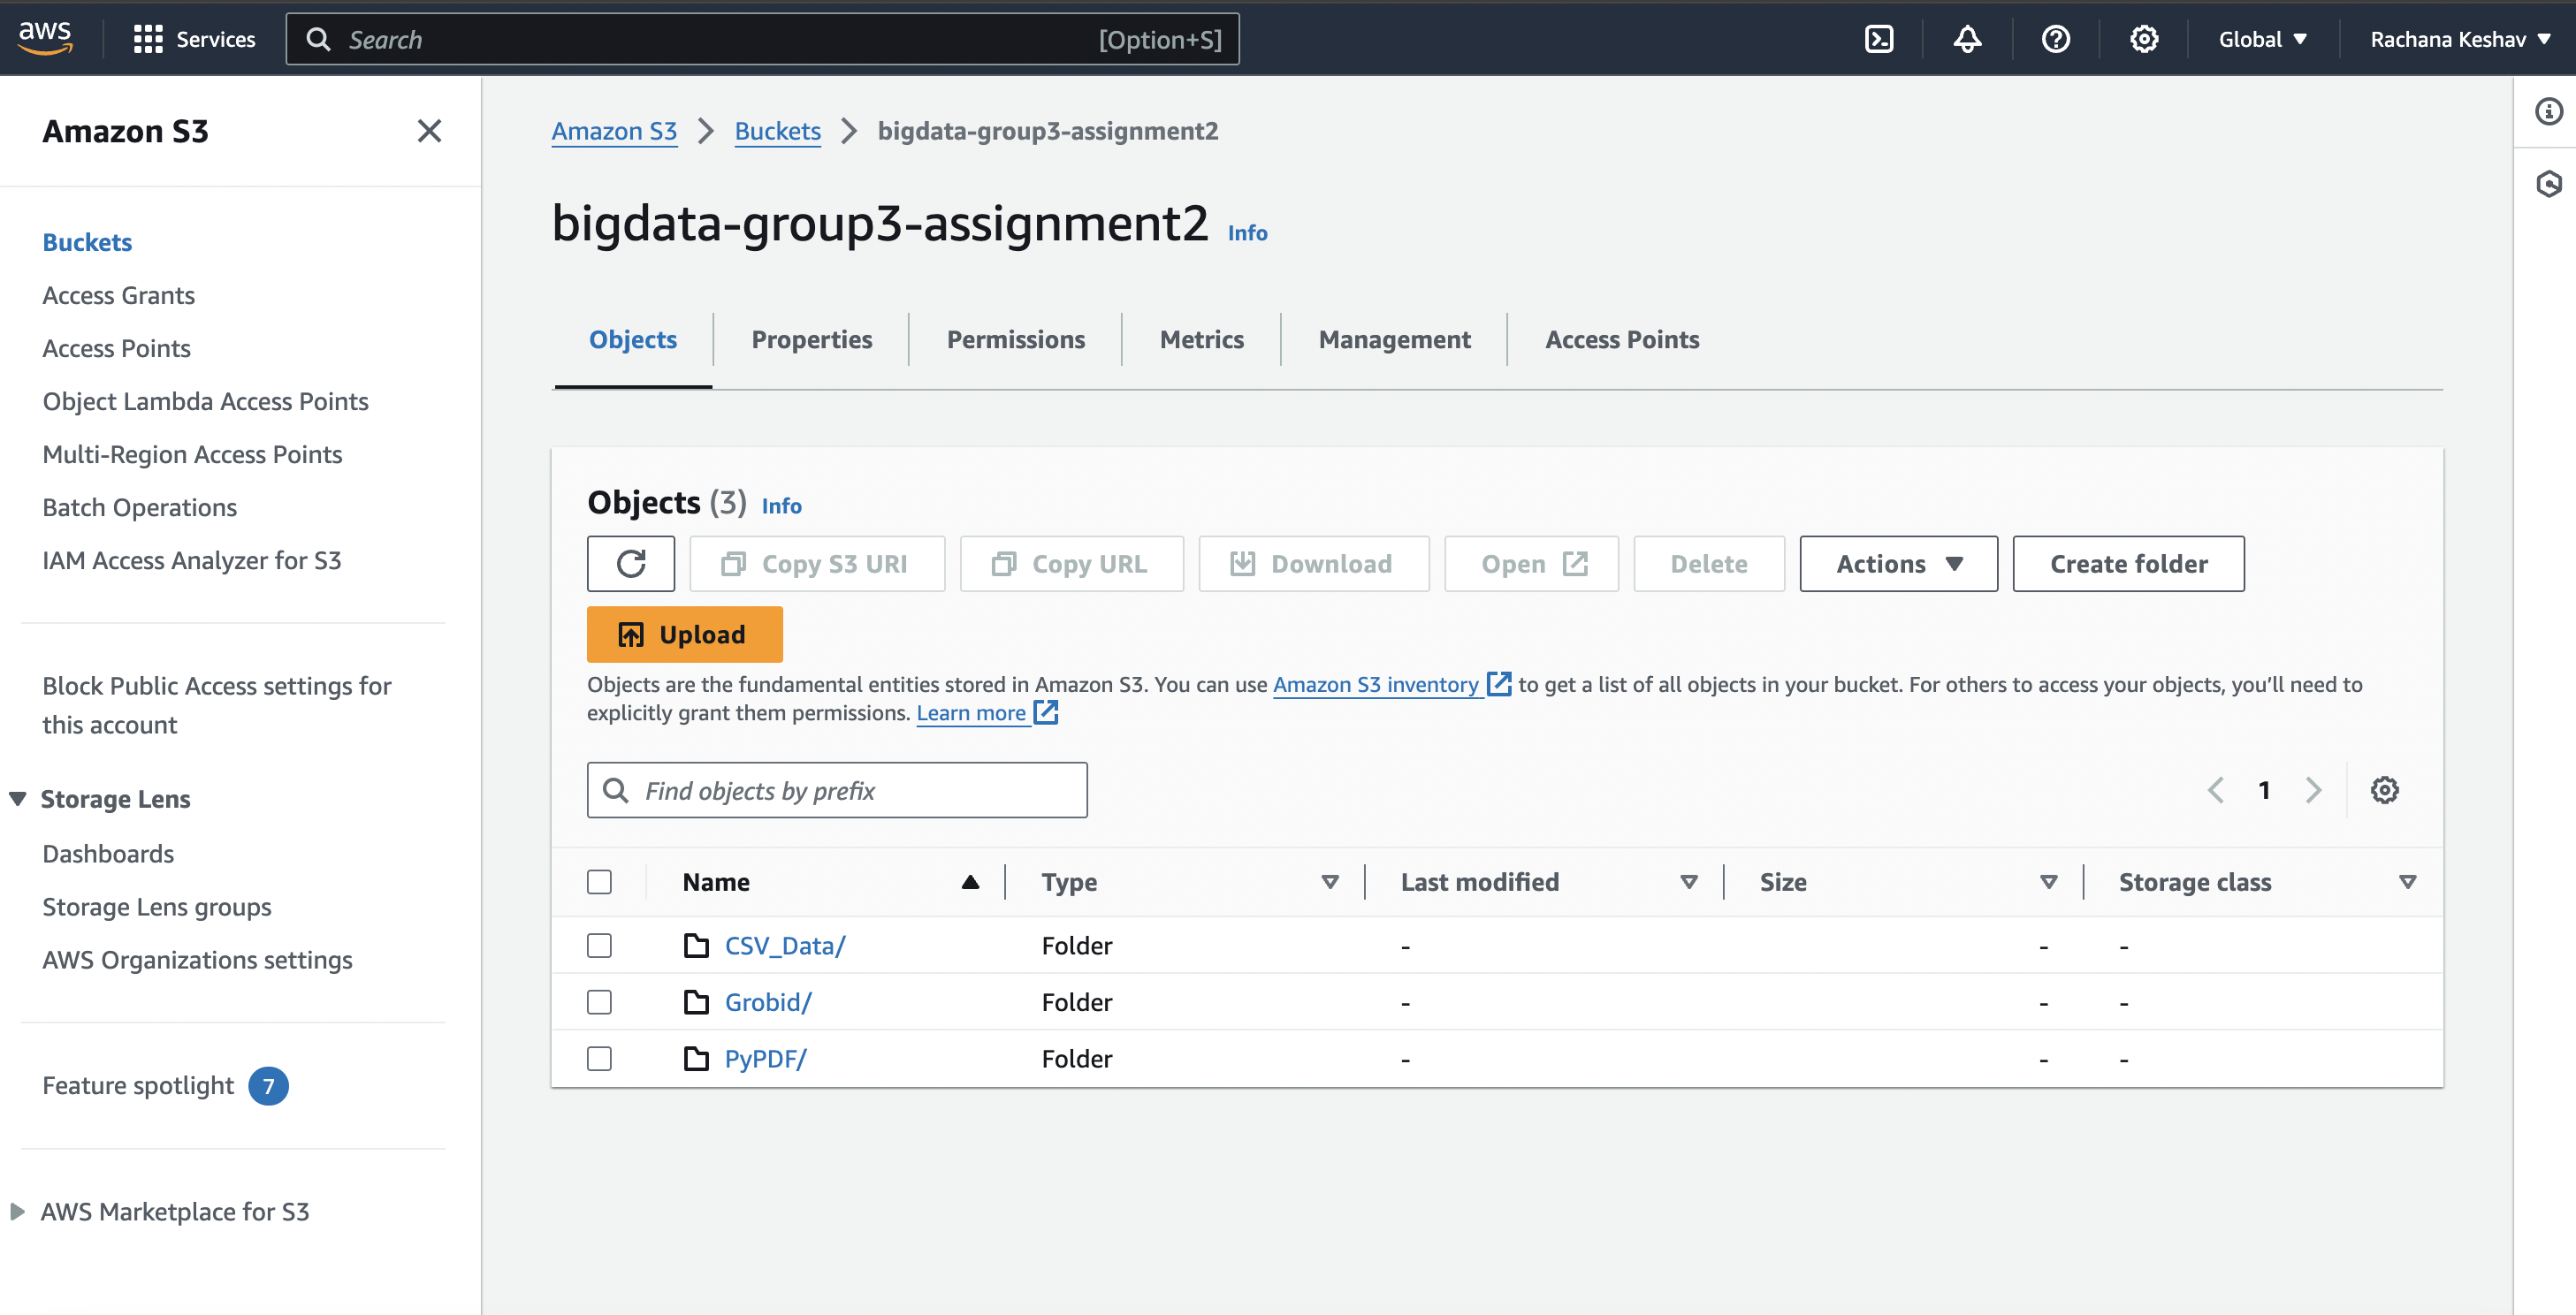 aws
Services
Search [Option+S]
Global
Rachana Keshav
Amazon S3
Buckets
Access Grants
Access Points
Object Lambda Access Points
Multi-Region Access Points
Batch Operations
IAM Access Analyzer for S3
Block Public Access settings for
this account
Storage Lens
Dashboards
Storage Lens groups
AWS Organizations settings
Feature spotlight 7
AWS Marketplace for S3
Amazon S3 > Buckets > bigdata-group3-assignment2
bigdata-group3-assignment2 Info
Objects Properties Permissions Metrics Management Access Points
Objects (3) Info
Copy S3 URI Copy URL Download Open Delete Actions Create folder
Upload
Objects are the fundamental entities stored in Amazon S3. You can use Amazon S3 inventory to get a list of all objects in your bucket. For others to access your objects, you’ll need to
explicitly grant them permissions. Learn more
Find objects by prefix
1
Name Type Last modified Size Storage class
CSV_Data/ Folder - - -
Grobid/ Folder - - -
PyPDF/ Folder - - -